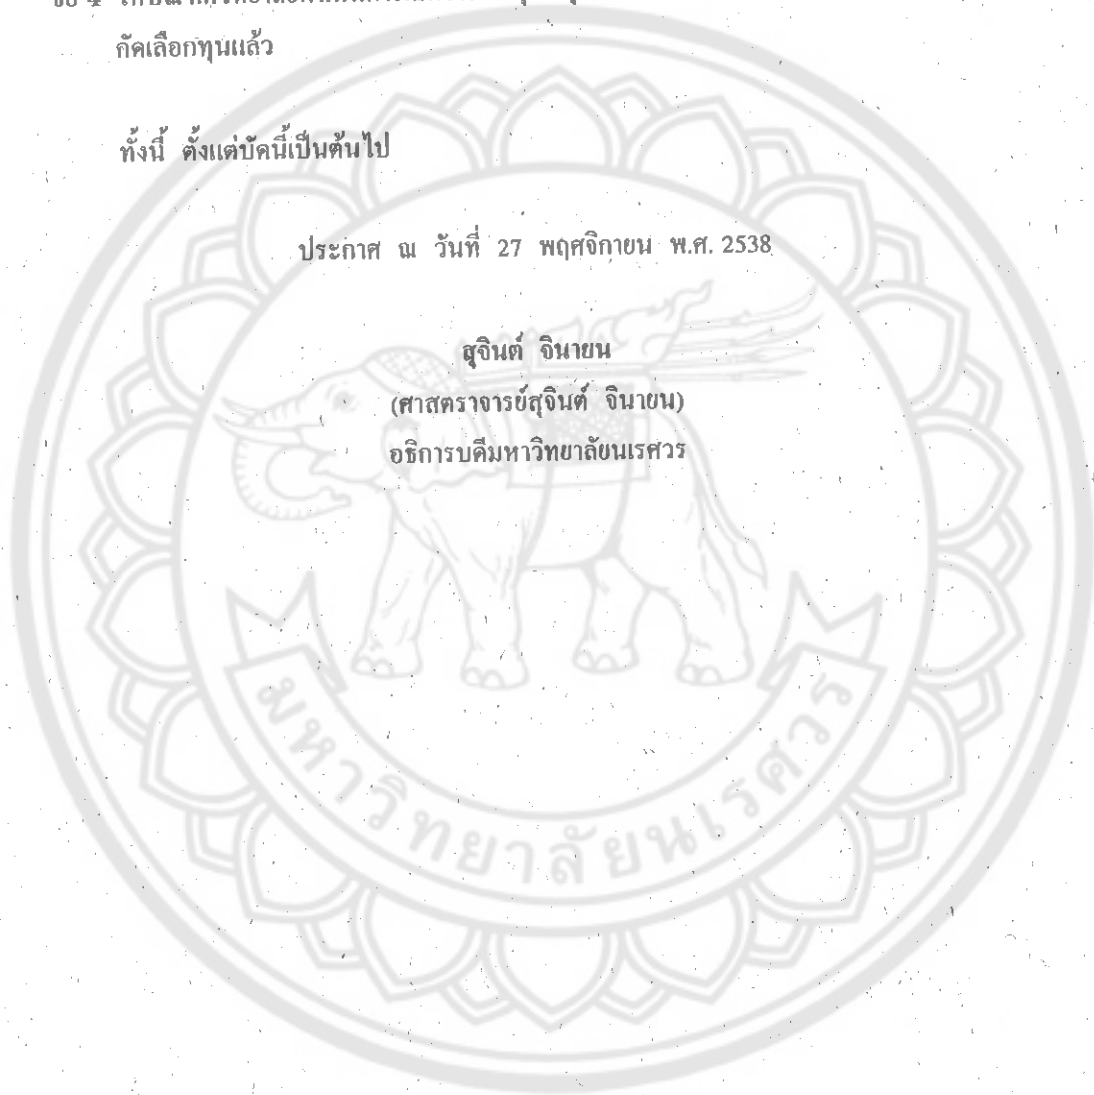 กัดเลือกทุนแล้ว
ทั้งนี้ ตั้งแต่บัดนี้เป็นต้นไป
ประกาศ ณ วันที่ 27 พฤศจิกายน พ.ศ. 2538
สุจินต์ จินายน
(ศาสตราจารย์สุจินต์ จินายน)
อธิการบดีมหาวิทยาลัยนเรศวร
มหาวิทยาลัยนเรศวร